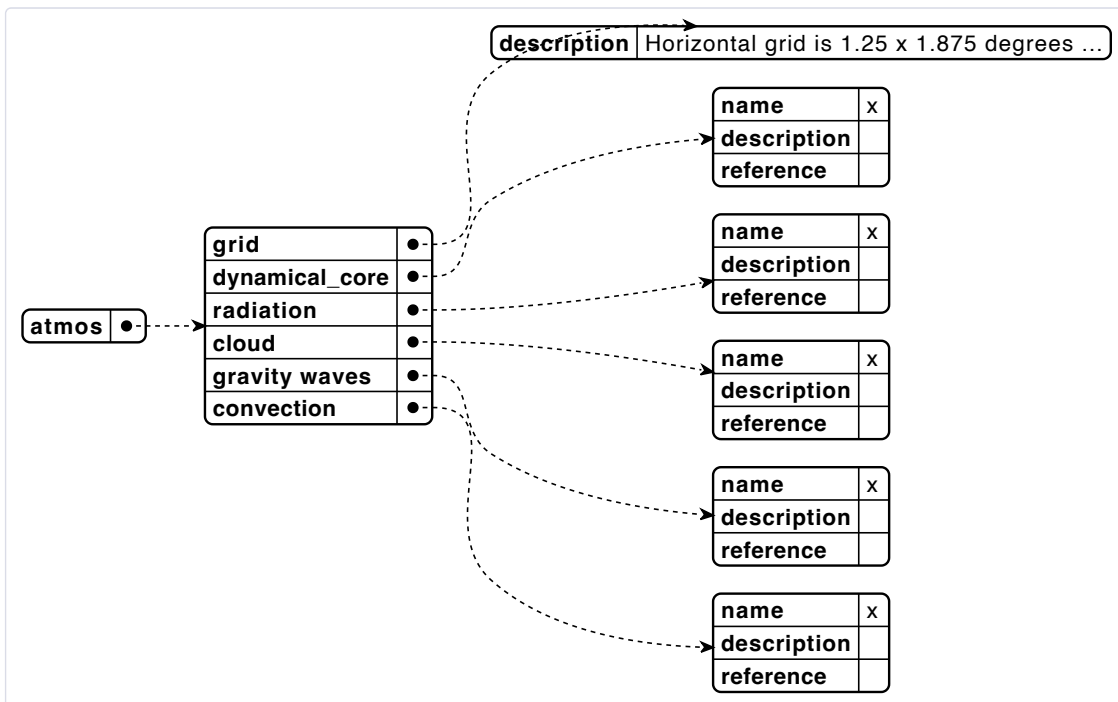 description Horizontal grid is 1.25 x 1.875 degrees ...
name x
description
reference
name x
description
reference
grid
dynamical_core
radiation
cloud
gravity waves
convection
atmos
name x
description
reference
name x
description
reference
name x
description
reference